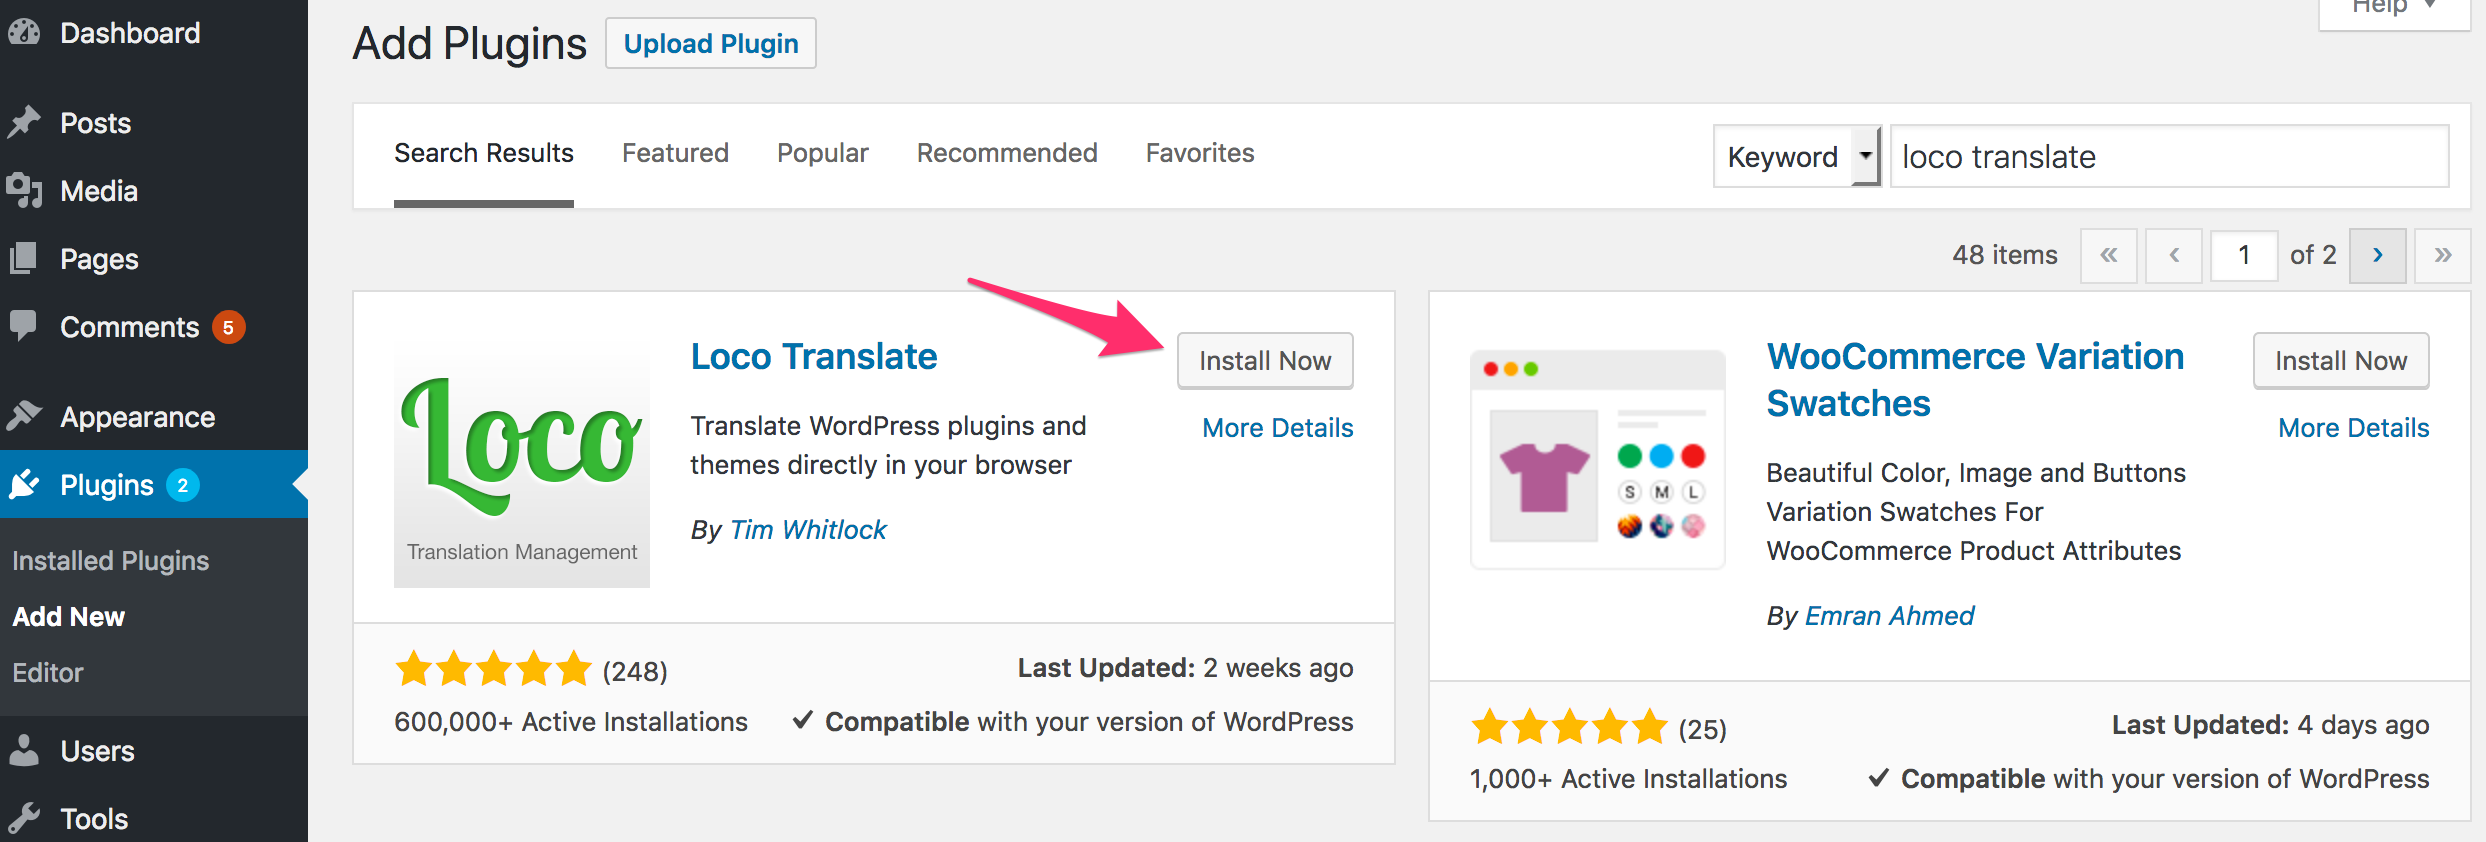 Dashboard
Posts
Media
Pages
Comments 5
Appearance
Plugins 2
Installed Plugins
Add New
Editor
Users
Tools
Help
Add Plugins
Upload Plugin
Search Results Featured Popular Recommended Favorites
Keyword loco translate
48 items « ‹ 1 of 2 › »
Loco
Translation Management
Loco Translate
Install Now
More Details
Translate WordPress plugins and
themes directly in your browser
By Tim Whitlock
(248)
Last Updated: 2 weeks ago
600,000+ Active Installations
Compatible with your version of WordPress
S M L
WooCommerce Variation
Swatches
Install Now
More Details
Beautiful Color, Image and Buttons
Variation Swatches For
WooCommerce Product Attributes
By Emran Ahmed
(25)
Last Updated: 4 days ago
1,000+ Active Installations
Compatible with your version of WordPress